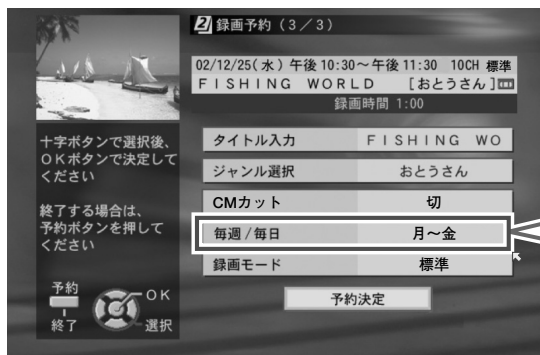 2 録画予約（3／3）
02/12/25(水) 午後 10:30～午後 11:30 10CH 標準
ＦＩＳＨＩＮＧ ＷＯＲＬＤ [おとうさん]
録画時間 1:00
十字ボタンで選択後、
ＯＫボタンで決定して
ください
終了する場合は、
予約ボタンを押して
ください
予約
終了
ＯＫ
選択
タイトル入力 ＦＩＳＨＩＮＧ ＷＯ
ジャンル選択 おとうさん
CMカット 切
毎週/毎日 月～金
録画モード 標準
予約決定